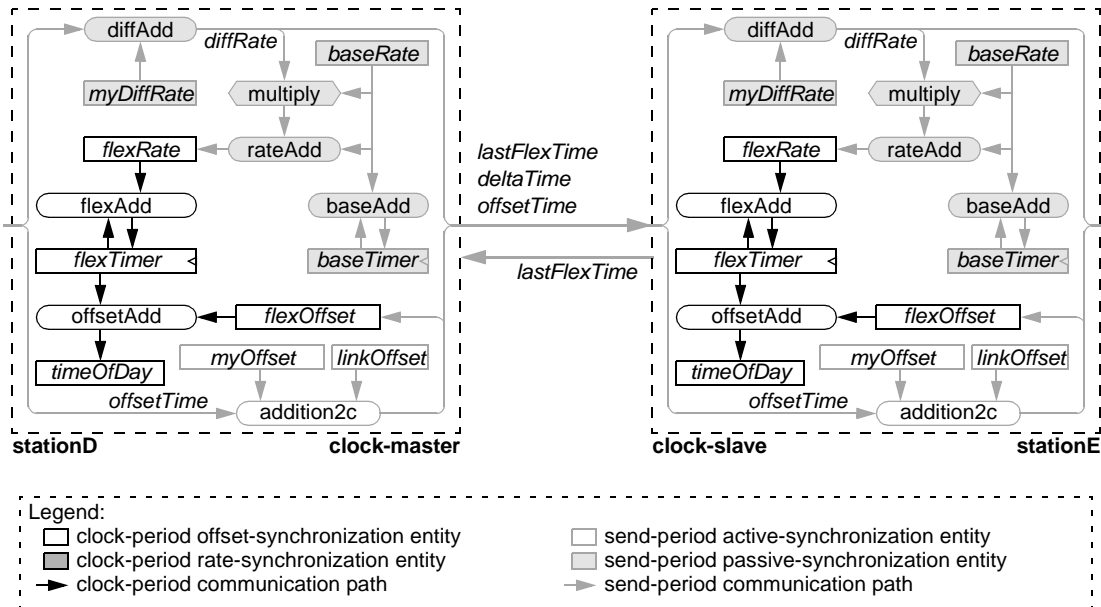 diffAdd
diffRate
baseRate
myDiffRate
multiply
flexRate
rateAdd
flexAdd
baseAdd
flexTimer <
baseTimer <
offsetAdd
flexOffset
myOffset
linkOffset
timeOfDay
offsetTime
addition2c
stationD
clock-master
lastFlexTime
deltaTime
offsetTime
lastFlexTime
diffAdd
diffRate
baseRate
myDiffRate
multiply
flexRate
rateAdd
flexAdd
baseAdd
flexTimer <
baseTimer <
offsetAdd
flexOffset
myOffset
linkOffset
timeOfDay
offsetTime
addition2c
clock-slave
stationE
Legend:
clock-period offset-synchronization entity
clock-period rate-synchronization entity
clock-period communication path
send-period active-synchronization entity
send-period passive-synchronization entity
send-period communication path